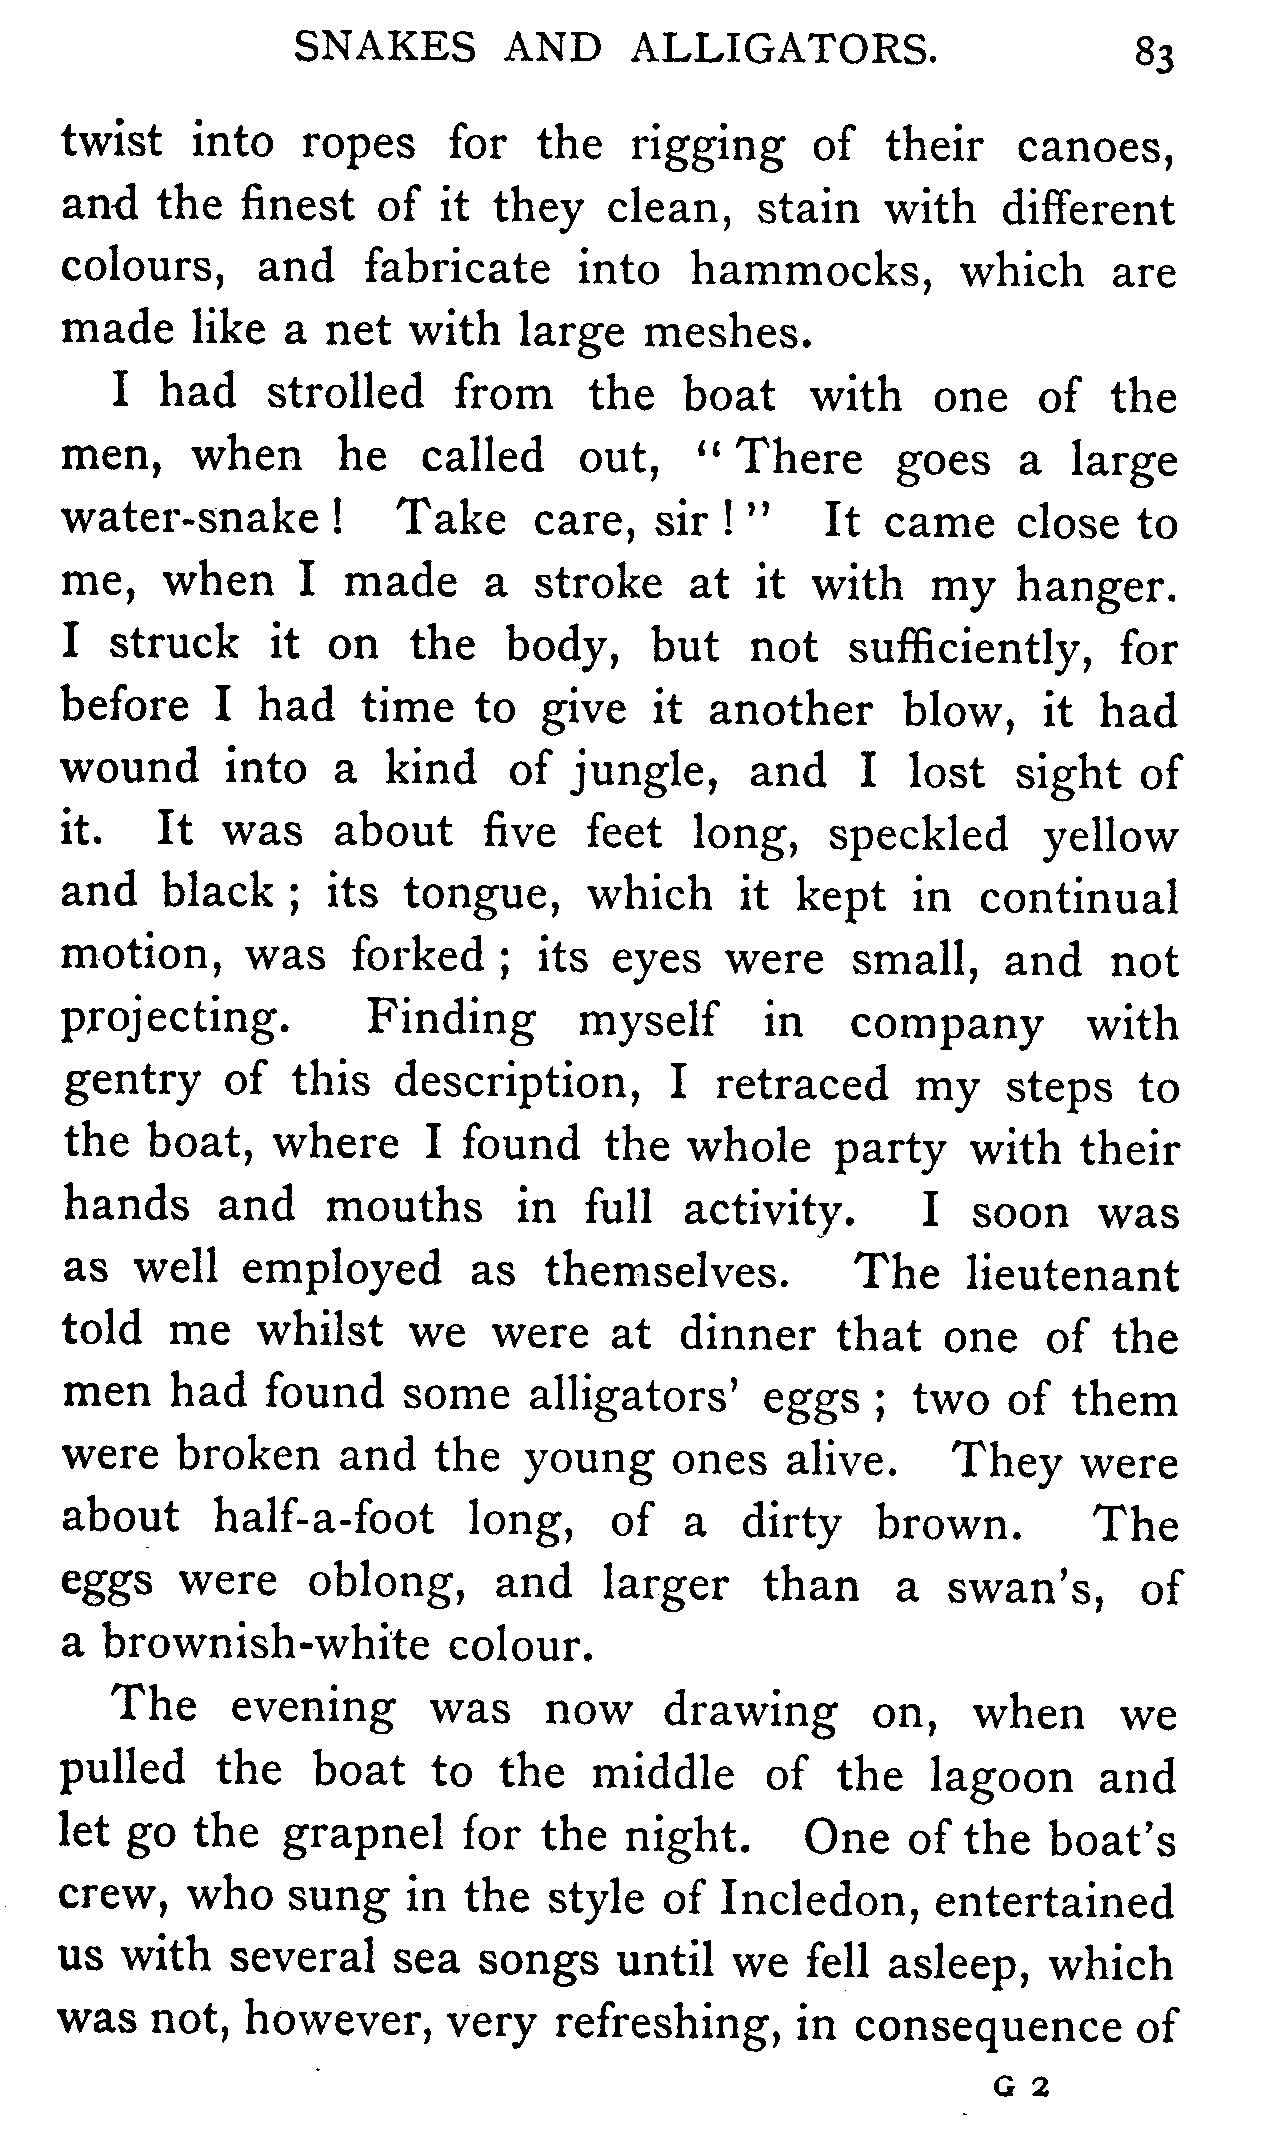 SNAKES AND ALLIGATORS. 83
twist into ropes for the rigging of their canoes,
and the finest of it they clean, stain with different
colours, and fabricate into hammocks, which are
made like a net with large meshes.
I had strolled from the boat with one of the
men, when he called out, “ There goes a large
water-snake ! Take care, sir ! ” It came close to
me, when I made a stroke at it with my hanger.
I struck it on the body, but not sufficiently, for
before I had time to give it another blow, it had
wound into a kind of jungle, and I lost sight of
it. It was about five feet long, speckled yellow
and black ; its tongue, which it kept in continual
motion, was forked ; its eyes were small, and not
projecting. Finding myself in company with
gentry of this description, I retraced my steps to
the boat, where I found the whole party with their
hands and mouths in full activity. I soon was
as well employed as themselves. The lieutenant
told me whilst we were at dinner that one of the
men had found some alligators’ eggs ; two of them
were broken and the young ones alive. They were
about half-a-foot long, of a dirty brown. The
eggs were oblong, and larger than a swan’s, of
a brownish-white colour.
The evening was now drawing on, when we
pulled the boat to the middle of the lagoon and
let go the grapnel for the night. One of the boat’s
crew, who sung in the style of Incledon, entertained
us with several sea songs until we fell asleep, which
was not, however, very refreshing, in consequence of
G 2